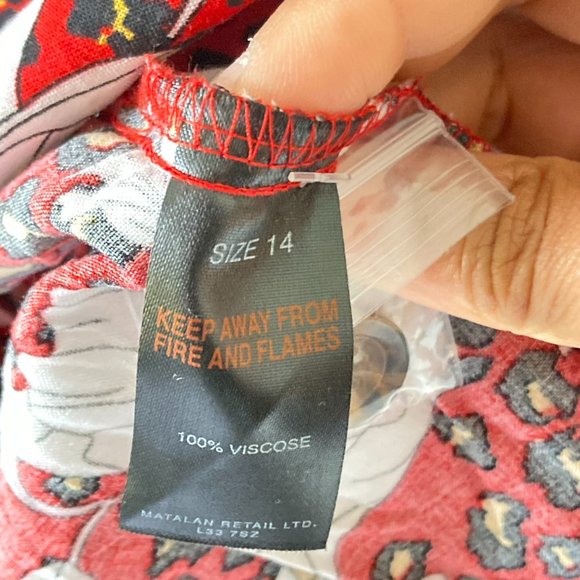 SIZE 14
KEEP AWAY FROM
FIRE AND FLAMES
100% VISCOSE
MATALAN RETAIL LTD.
L33 7SZ